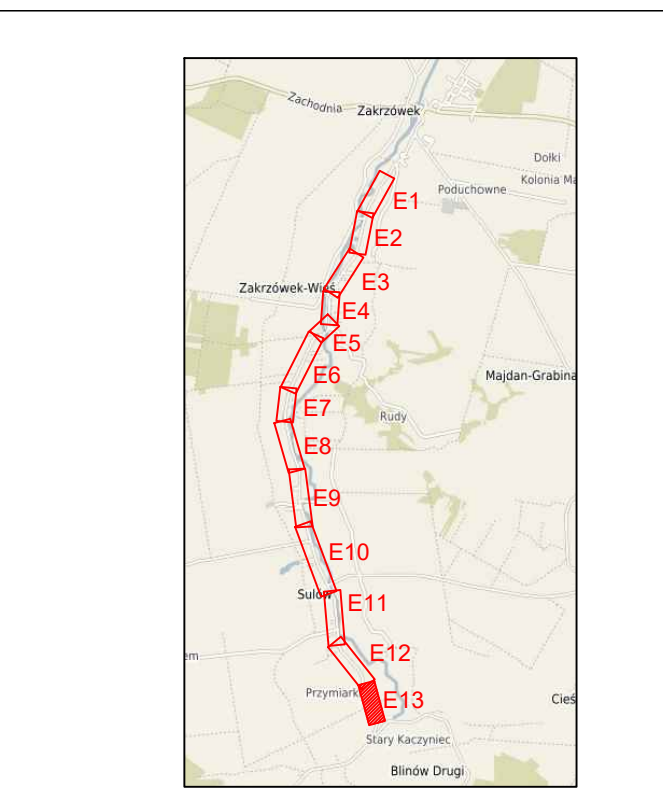 Zachodnia
Zakrzówek
Dołki
Kolonia Ma
Poduchowne
E1
E2
E3
Zakrzówek-Wieś
E4
E5
E6
Majdan-Grabina
E7
Rudy
E8
E9
E10
Sulów
E11
E12
em
Przymiark
E13
Cieś
Stary Kaczyniec
Blinów Drugi